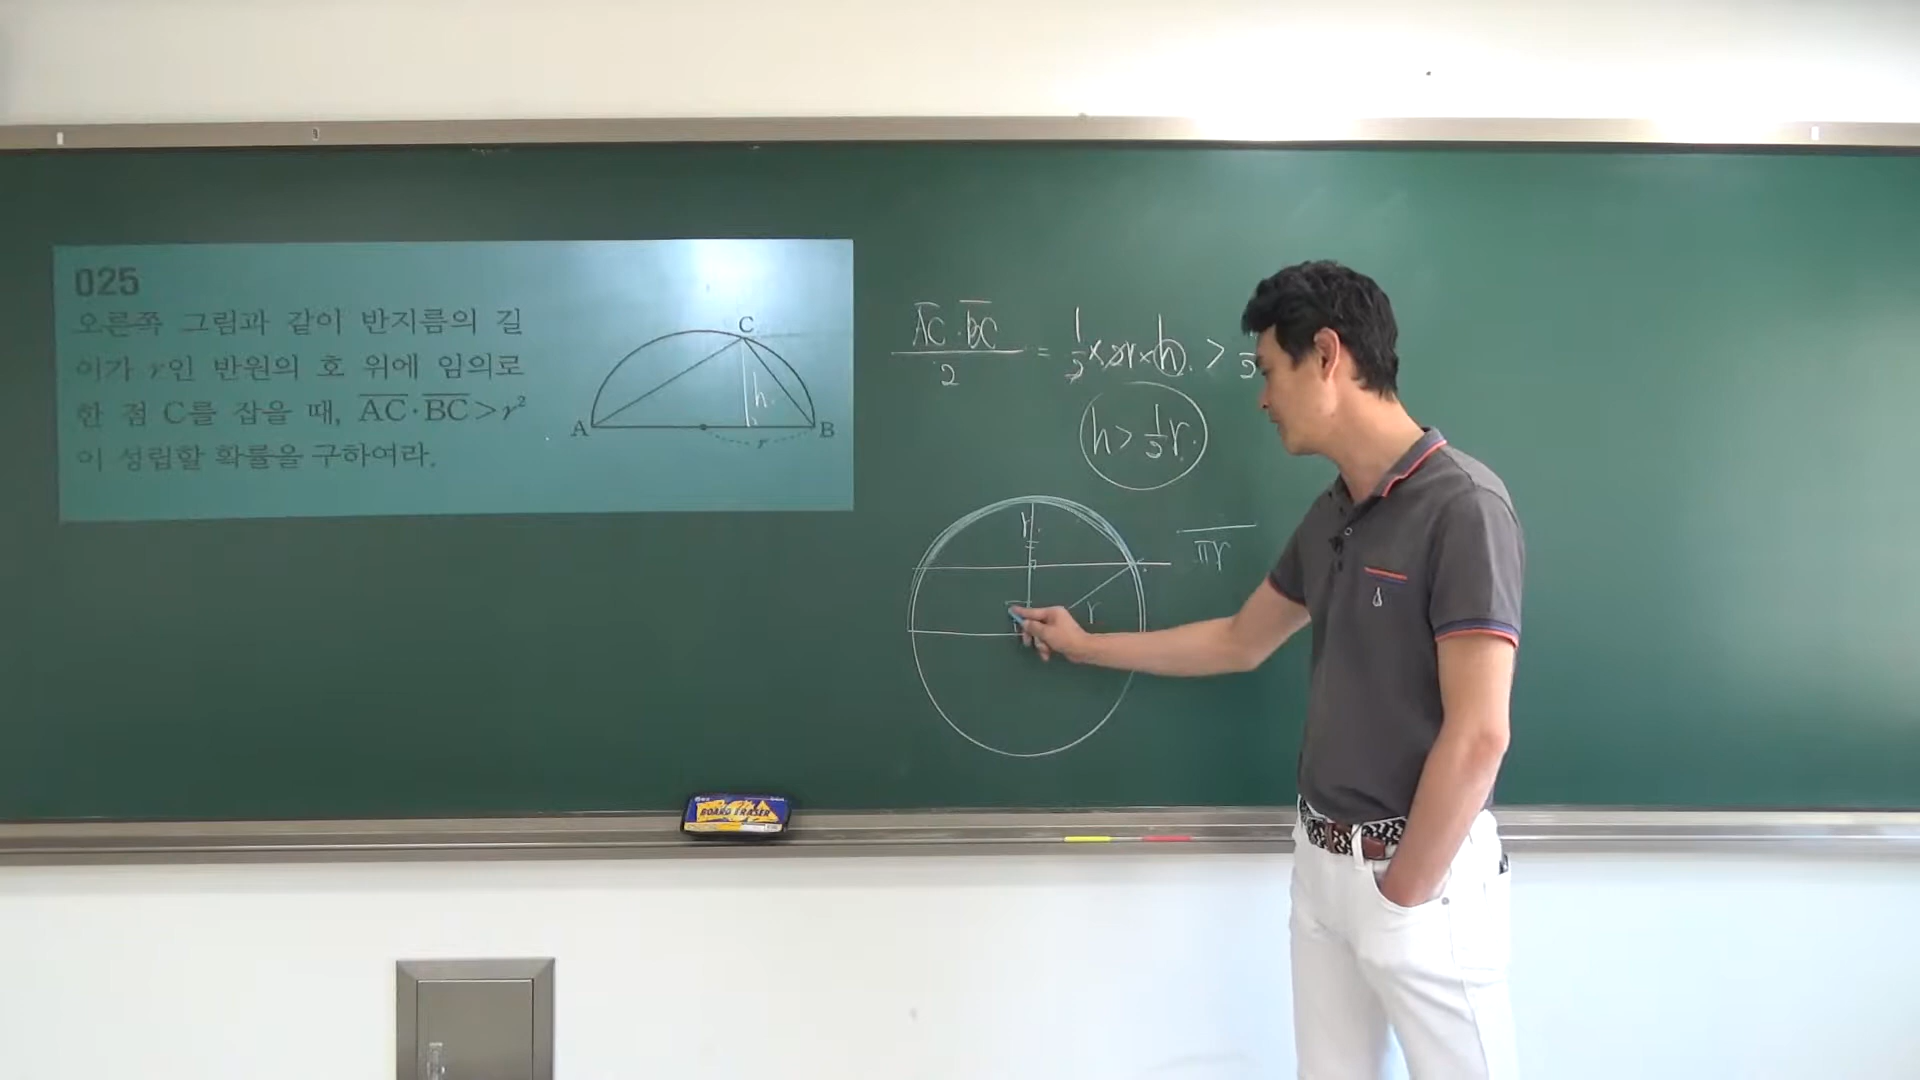 025
오른쪽 그림과 같이 반지름의 길
이가 r인 반원의 호 위에 임의로
한 점 C를 잡을 때, AC·BC>r²
이 성립할 확률을 구하여라.
C
h
A
B
r
AC·BC/2 = 1/2×2r×h. > 1/2
h > 1/2 r.
r
πr
r
BOARD ERASER